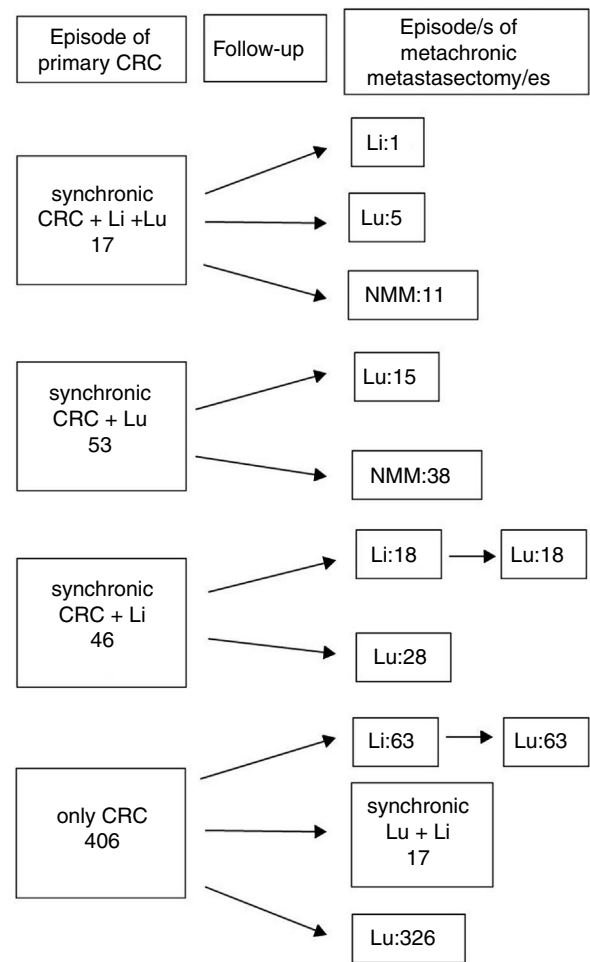 Episode of
primary CRC
Follow-up
Episode/s of
metachronic
metastasectomy/es
synchronic
CRC + Li +Lu
17
Li:1
Lu:5
NMM:11
synchronic
CRC + Lu
53
Lu:15
NMM:38
synchronic
CRC + Li
46
Li:18
Lu:18
Lu:28
only CRC
406
Li:63
Lu:63
synchronic
Lu + Li
17
Lu:326